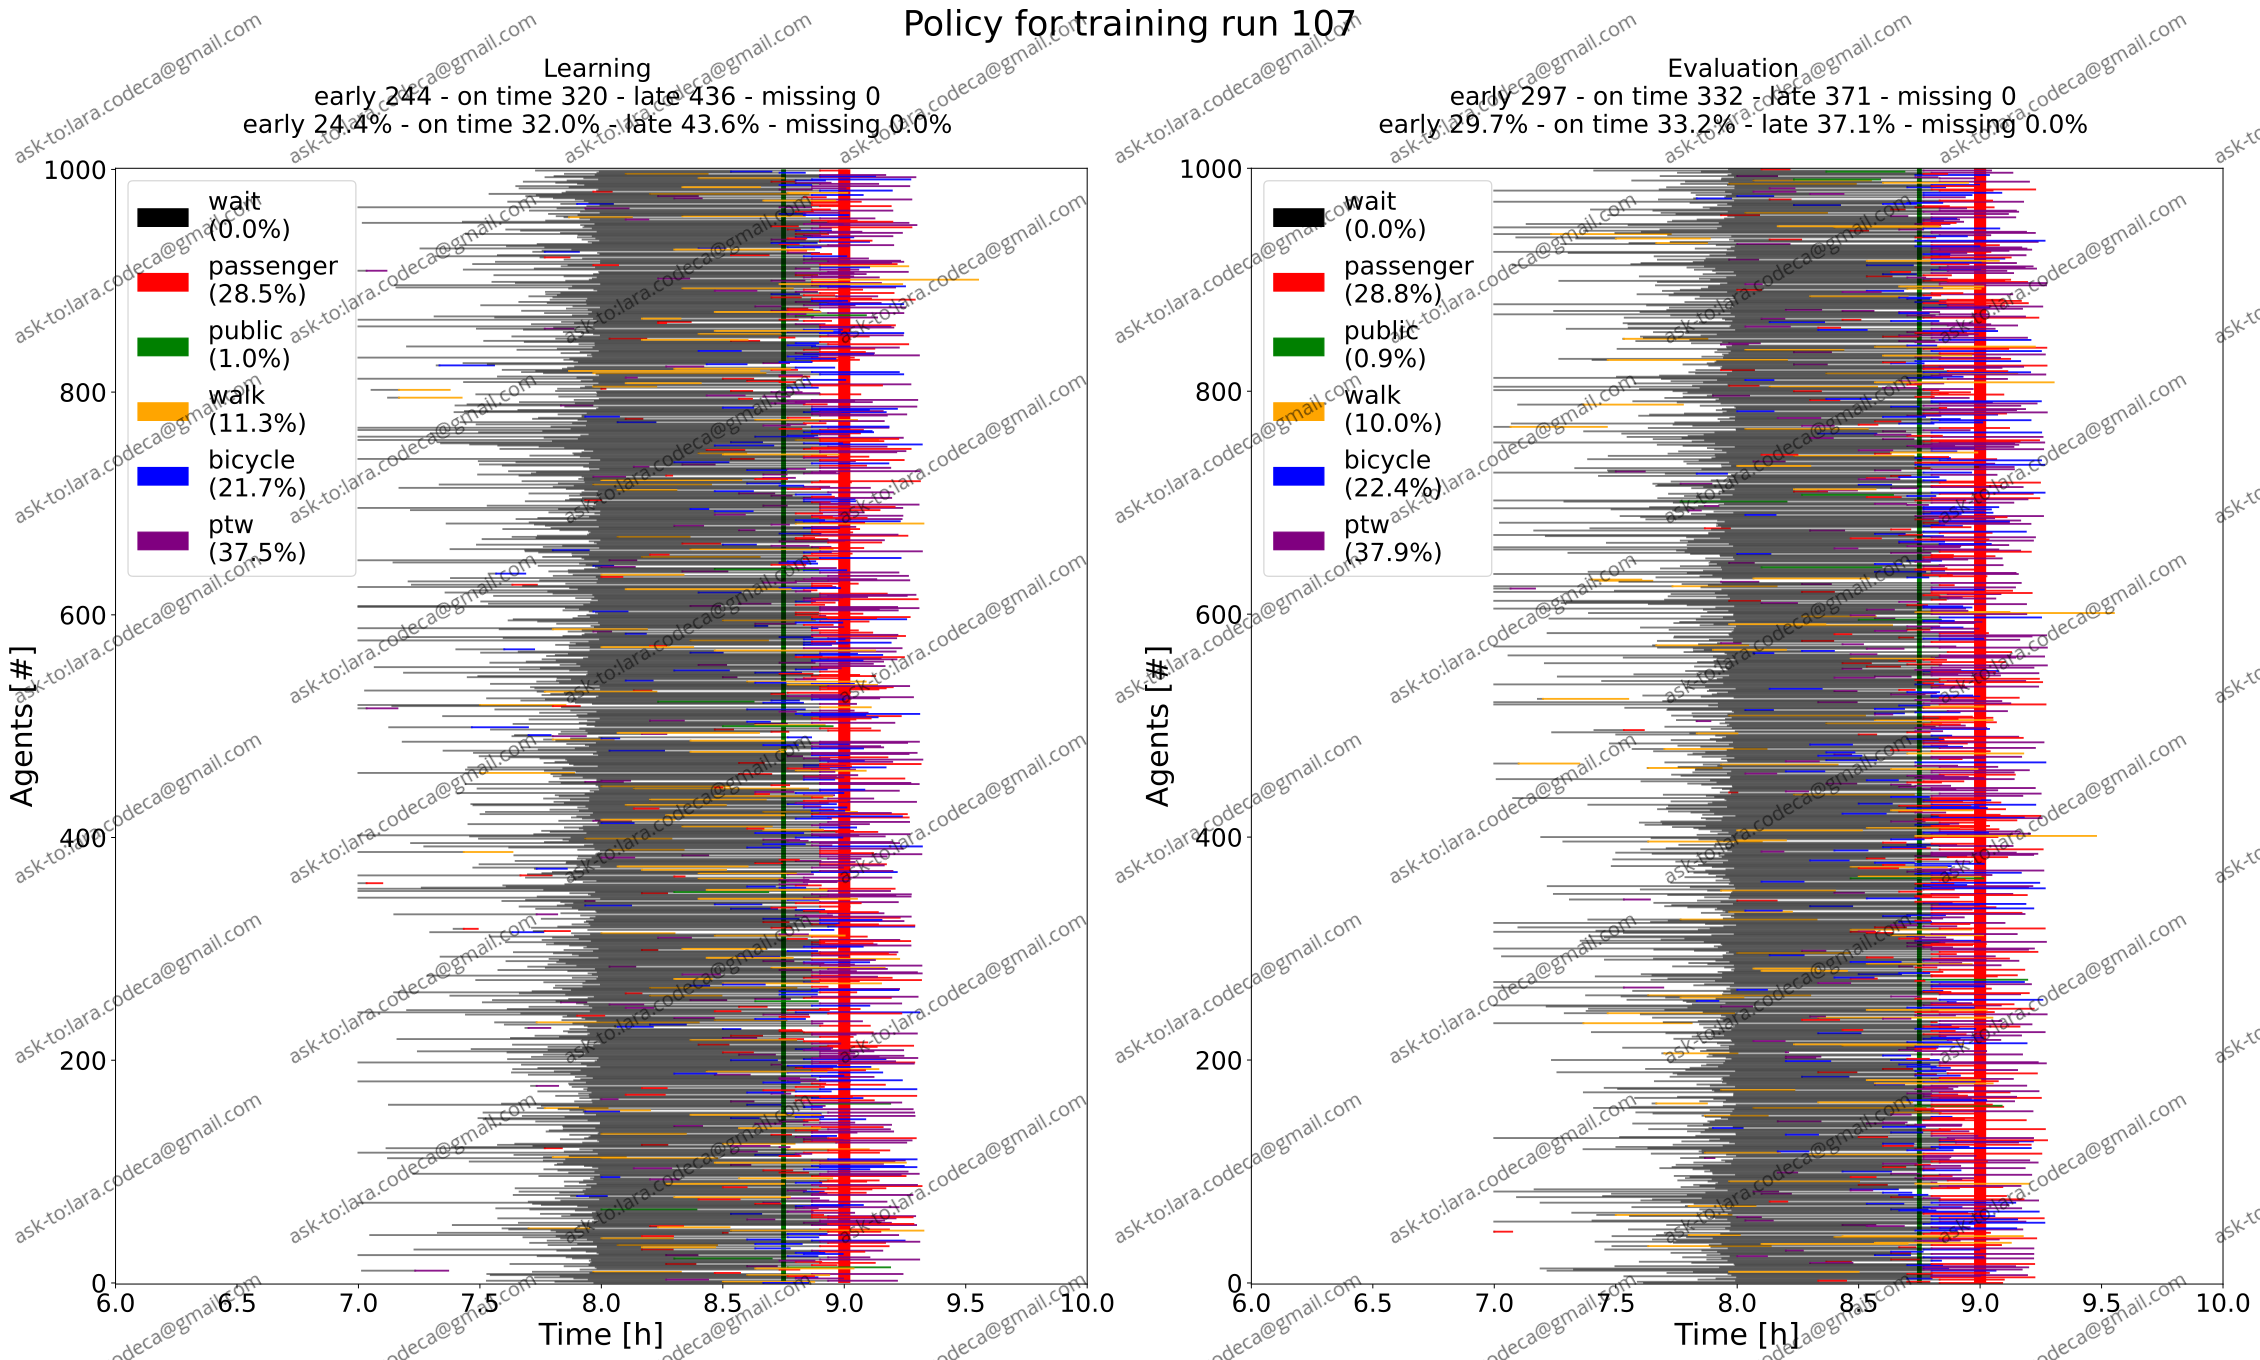 Policy for training run 107
Learning
early 244 - on time 320 - late 436 - missing 0
early 24.4% - on time 32.0% - late 43.6% - missing 0.0%
1000
800
600
400
200
0
Agents [#]
wait
(0.0%)
passenger
(28.5%)
public
(1.0%)
walk
(11.3%)
bicycle
(21.7%)
ptw
(37.5%)
6.0 6.5 7.0 7.5 8.0 8.5 9.0 9.5 10.0
Time [h]
Evaluation
early 297 - on time 332 - late 371 - missing 0
early 29.7% - on time 33.2% - late 37.1% - missing 0.0%
1000
800
600
400
200
0
Agents [#]
wait
(0.0%)
passenger
(28.8%)
public
(0.9%)
walk
(10.0%)
bicycle
(22.4%)
ptw
(37.9%)
6.0 6.5 7.0 7.5 8.0 8.5 9.0 9.5 10.0
Time [h]
ask-to:lara.codeca@gmail.com